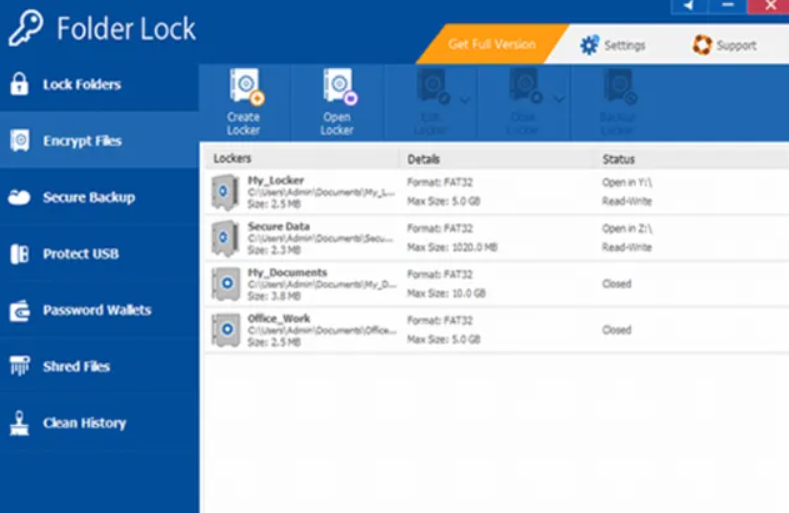 Folder Lock
Get Full Version
Settings
Support
Lock Folders
Encrypt Files
Secure Backup
Protect USB
Password Wallets
Shred Files
Clean History
Create Locker
Open Locker
Edit Locker
Close Locker
Backup Locker
Lockers Details Status
My_Locker
C:\Users\Admin\Documents\My_L...
Size: 2.5 MB
Format: FAT32
Max Size: 5.0 GB
Open in Y:\
Read-Write
Secure Data
C:\Users\Admin\Documents\Secu...
Size: 2.3 MB
Format: FAT32
Max Size: 1020.0 MB
Open in Z:\
Read-Write
My_Documents
C:\Users\Admin\Documents\My_D...
Size: 3.8 MB
Format: FAT32
Max Size: 10.0 GB
Closed
Office_Work
C:\Users\Admin\Documents\Office...
Size: 2.5 MB
Format: FAT32
Max Size: 5.0 GB
Closed